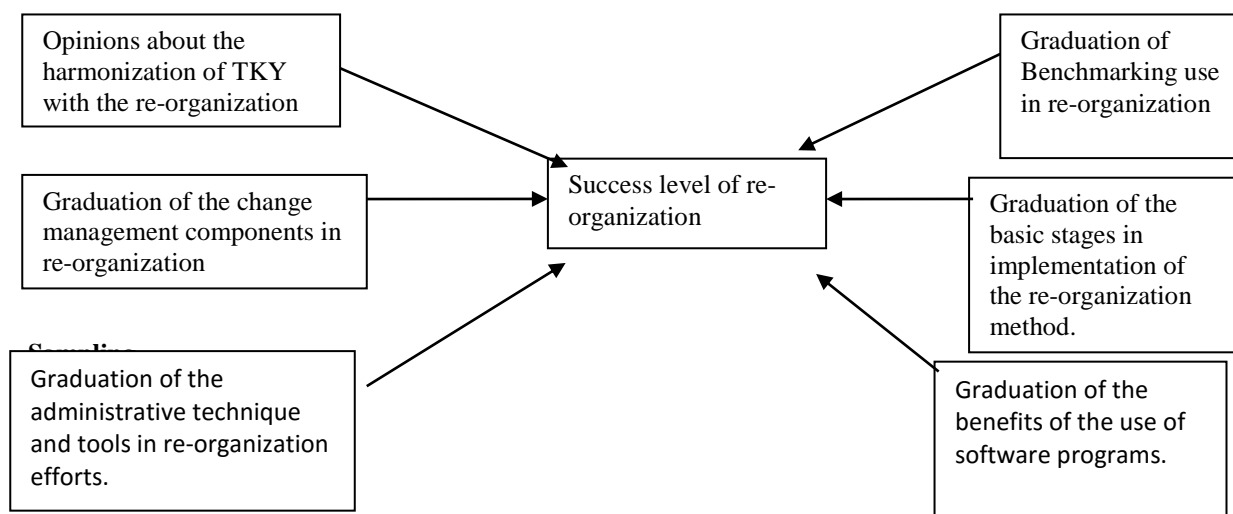 Opinions about the
harmonization of TKY
with the re-organization
Graduation of
Benchmarking use
in re-organization
Graduation of the change
management components in
re-organization
Success level of re-
organization
Graduation of the
basic stages in
implementation of
the re-organization
method.
Sampling
Graduation of the
administrative technique
and tools in re-organization
efforts.
Graduation of the
benefits of the use of
software programs.